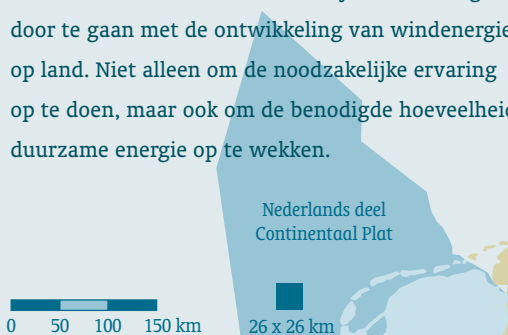 door te gaan met de ontwikkeling van windenergie
op land. Niet alleen om de noodzakelijke ervaring
op te doen, maar ook om de benodigde hoeveelheid
duurzame energie op te wekken.
Nederlands deel
Continentaal Plat
0 50 100 150 km
26 x 26 km